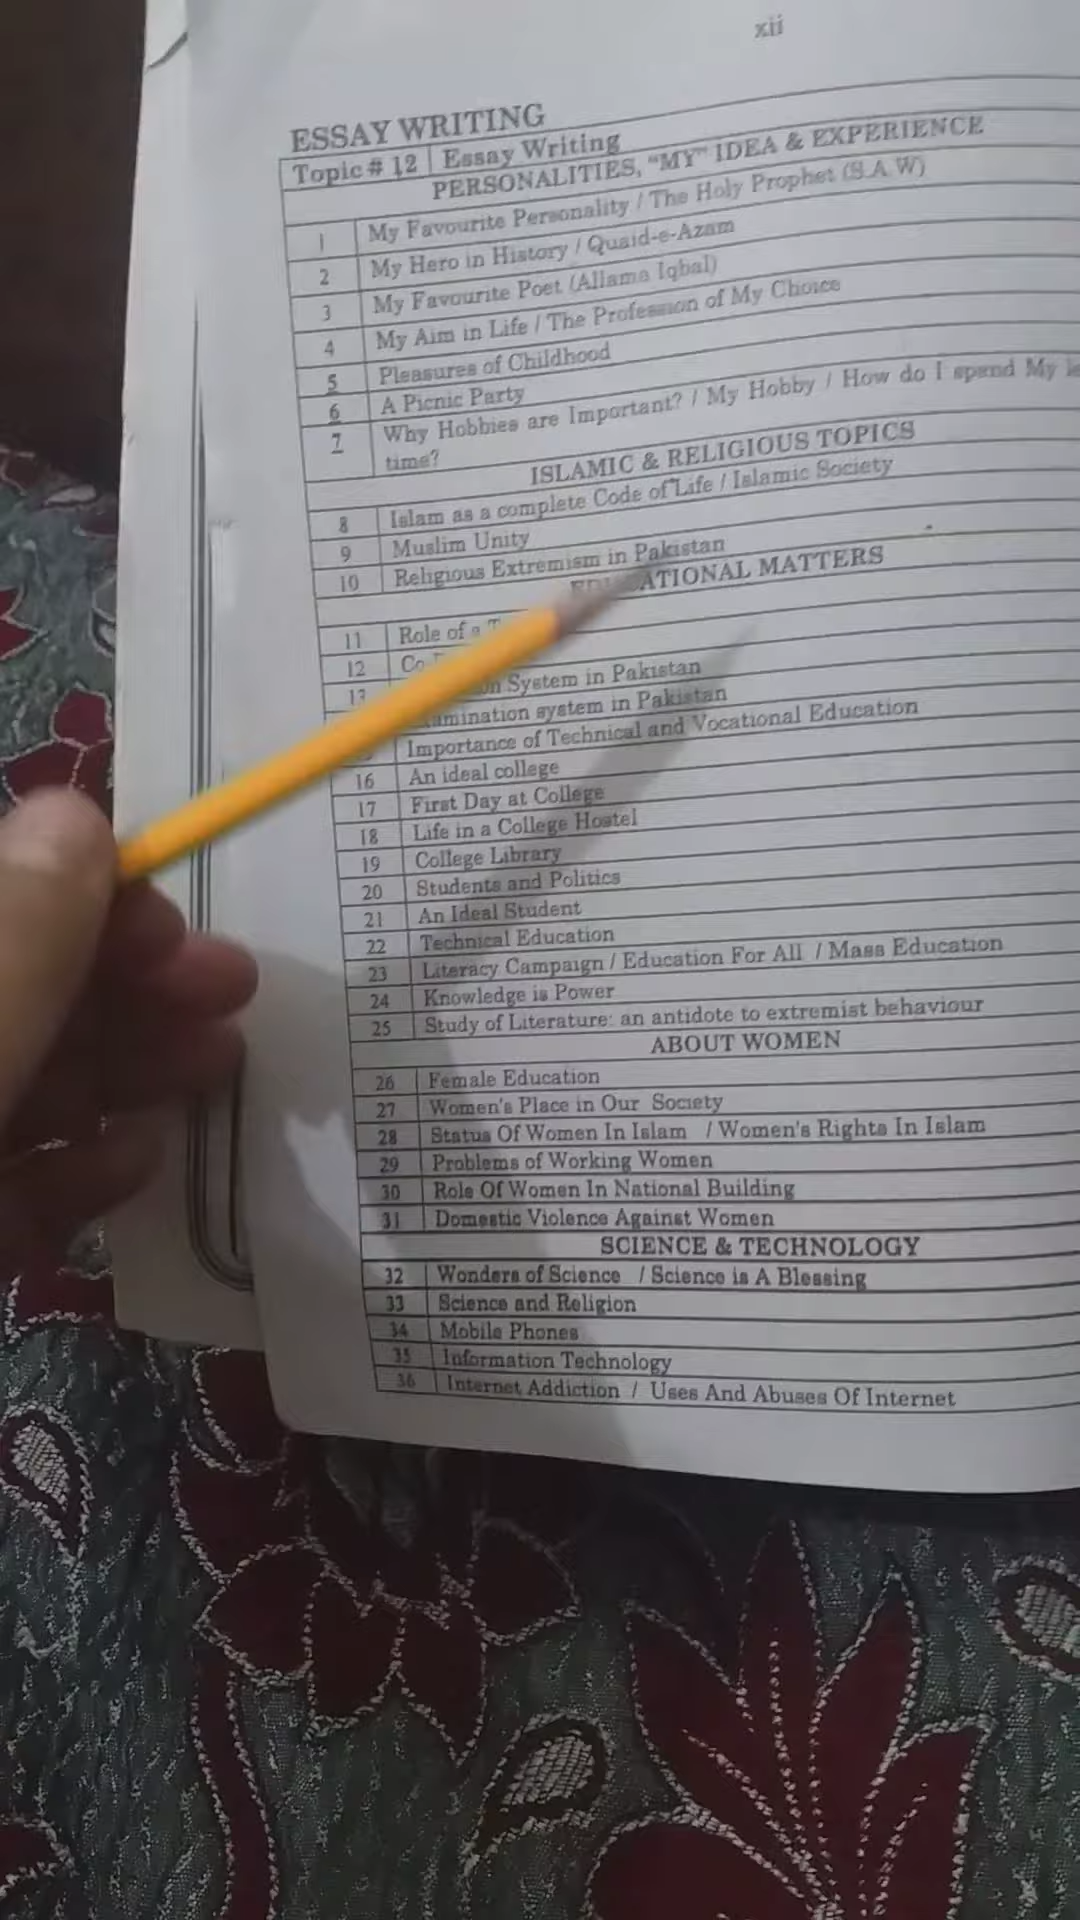 xii
ESSAY WRITING
Topic # 12 Essay Writing
PERSONALITIES, "MY" IDEA & EXPERIENCE
1 My Favourite Personality / The Holy Prophet (S.A.W)
2 My Hero in History / Quaid-e-Azam
3 My Favourite Poet (Allama Iqbal)
4 My Aim in Life / The Profession of My Choice
5 Pleasures of Childhood
6 A Picnic Party
7 Why Hobbies are Important? / My Hobby / How do I spend My
time?
ISLAMIC & RELIGIOUS TOPICS
8 Islam as a complete Code of Life / Islamic Society
9 Muslim Unity
10 Religious Extremism in Pakistan
MATTERS
11 Role of a
12
13 System in Pakistan
system in Pakistan
Importance of Technical and Vocational Education
16 An ideal college
17 First Day at College
18 Life in a College Hostel
19 College Library
20 Students and Politics
21 An Ideal Student
22 Technical Education
23 Literacy Campaign / Education For All / Mass Education
24 Knowledge is Power
25 Study of Literature: an antidote to extremist behaviour
ABOUT WOMEN
26 Female Education
27 Women's Place in Our Society
28 Status Of Women In Islam / Women's Rights In Islam
29 Problems of Working Women
30 Role Of Women In National Building
31 Domestic Violence Against Women
SCIENCE & TECHNOLOGY
32 Wonders of Science / Science is A Blessing
33 Science and Religion
34 Mobile Phones
35 Information Technology
36 Internet Addiction / Uses And Abuses Of Internet